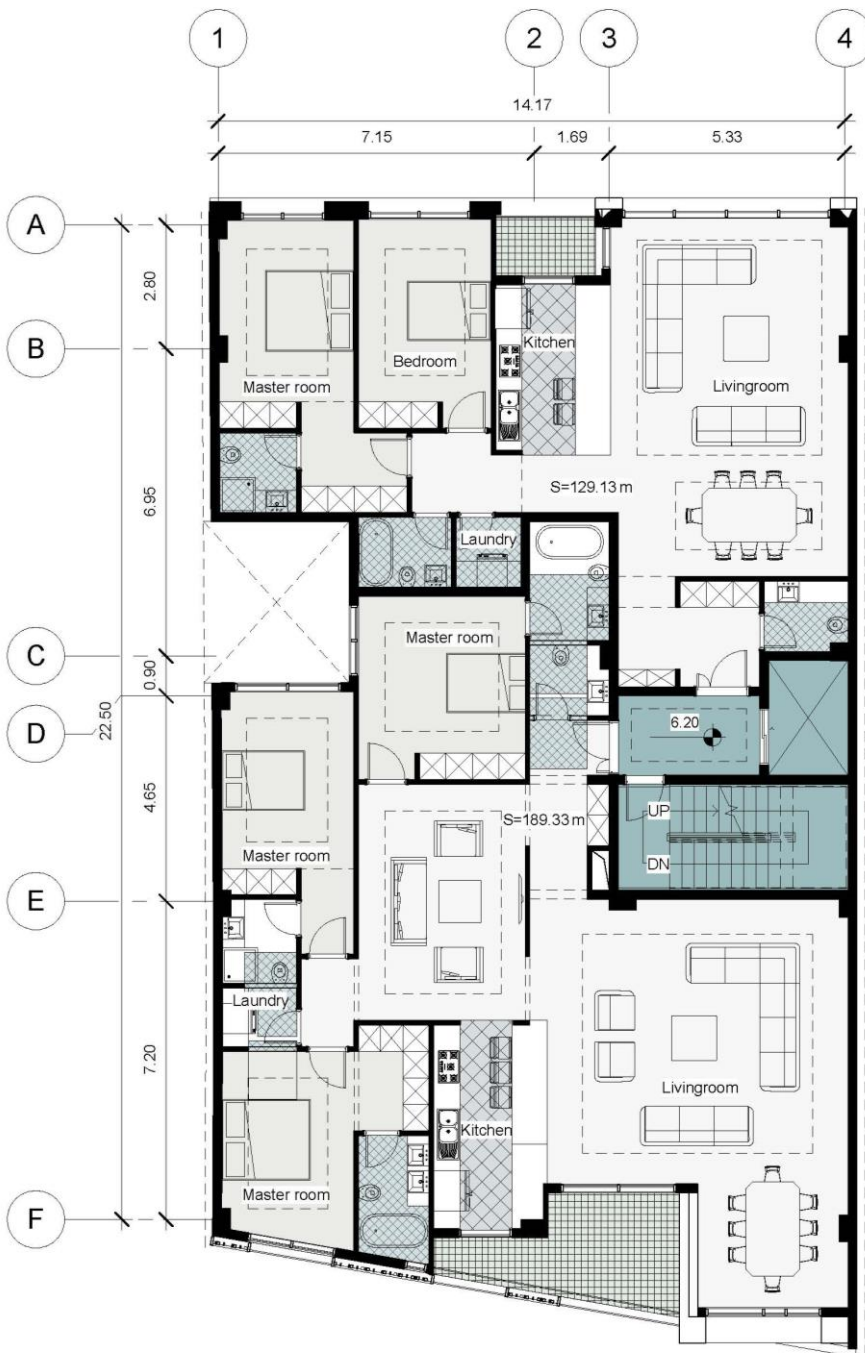 1
2
3
4
14.17
7.15
1.69
5.33
A
B
C
D
E
F
2.80
6.95
0.90
22.50
4.65
7.20
Kitchen
Bedroom
Master room
Livingroom
S=129.13 m
Laundry
Master room
6.20
UP
S=189.33 m
Master room
DN
Laundry
Livingroom
Kitchen
Master room